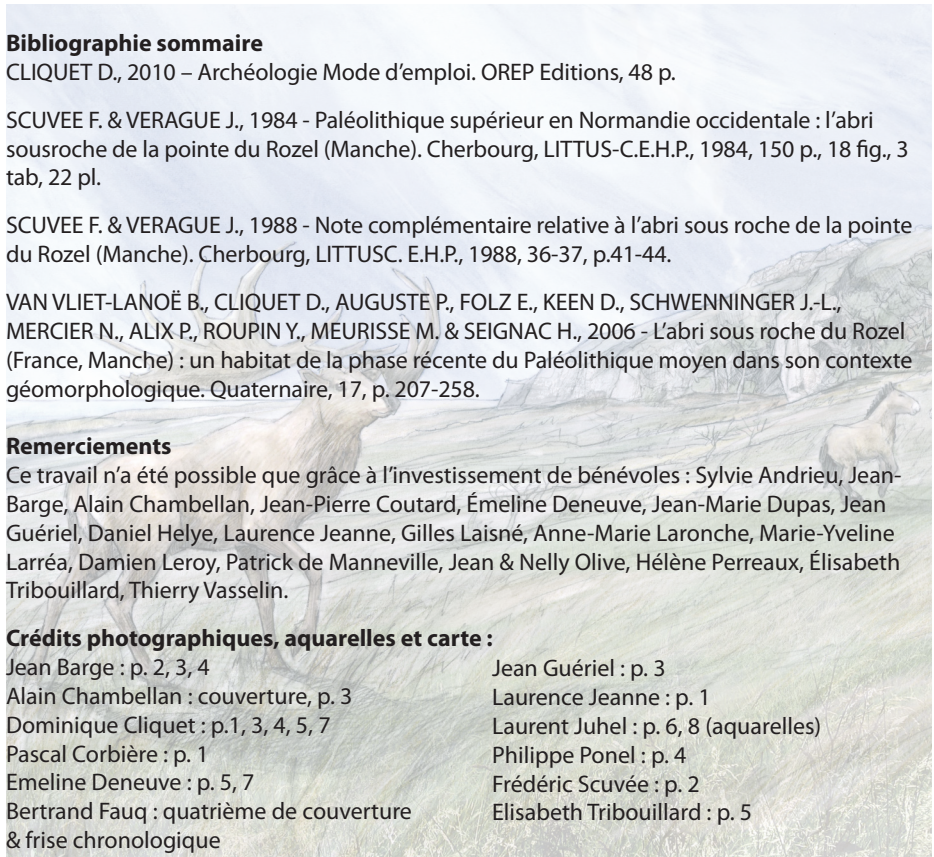 Bibliographie sommaire
CLIQUET D., 2010 – Archéologie Mode d'emploi. OREP Editions, 48 p.
SCUVEE F. & VERAGUE J., 1984 - Paléolithique supérieur en Normandie occidentale : l'abri
sousroche de la pointe du Rozel (Manche). Cherbourg, LITTUS-C.E.H.P., 1984, 150 p., 18 fig., 3
tab, 22 pl.
SCUVEE F. & VERAGUE J., 1988 - Note complémentaire relative à l'abri sous roche de la pointe
du Rozel (Manche). Cherbourg, LITTUSC. E.H.P., 1988, 36-37, p.41-44.
VAN VLIET-LANOË B., CLIQUET D., AUGUSTE P., FOLZ E., KEEN D., SCHWENNINGER J.-L.,
MERCIER N., ALIX P., ROUPIN Y., MEURISSE M. & SEIGNAC H., 2006 - L'abri sous roche du Rozel
(France, Manche) : un habitat de la phase récente du Paléolithique moyen dans son contexte
géomorphologique. Quaternaire, 17, p. 207-258.
Remerciements
Ce travail n'a été possible que grâce à l'investissement de bénévoles : Sylvie Andrieu, Jean-
Barge, Alain Chambellan, Jean-Pierre Coutard, Émeline Deneuve, Jean-Marie Dupas, Jean
Guériel, Daniel Helye, Laurence Jeanne, Gilles Laisné, Anne-Marie Laronche, Marie-Yveline
Larréa, Damien Leroy, Patrick de Manneville, Jean & Nelly Olive, Hélène Perreaux, Élisabeth
Tribouillard, Thierry Vasselin.
Crédits photographiques, aquarelles et carte :
Jean Barge : p. 2, 3, 4
Alain Chambellan : couverture, p. 3
Dominique Cliquet : p.1, 3, 4, 5, 7
Pascal Corbière : p. 1
Emeline Deneuve : p. 5, 7
Bertrand Fauq : quatrième de couverture
& frise chronologique
Jean Guériel : p. 3
Laurence Jeanne : p. 1
Laurent Juhel : p. 6, 8 (aquarelles)
Philippe Ponel : p. 4
Frédéric Scuvée : p. 2
Elisabeth Tribouillard : p. 5